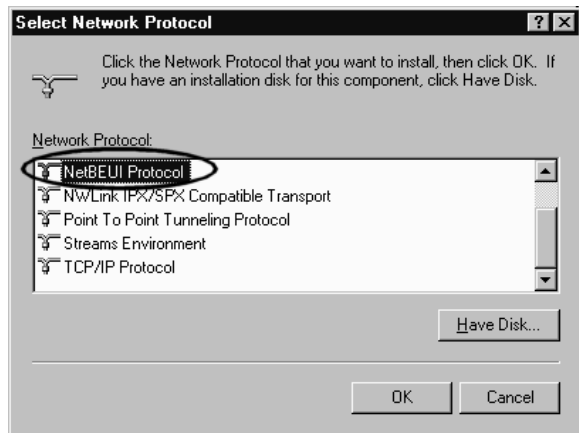 Select Network Protocol
Click the Network Protocol that you want to install, then click OK. If
you have an installation disk for this component, click Have Disk.
Network Protocol:
NetBEUI Protocol
NWLink IPX/SPX Compatible Transport
Point To Point Tunneling Protocol
Streams Environment
TCP/IP Protocol
Have Disk...
OK
Cancel